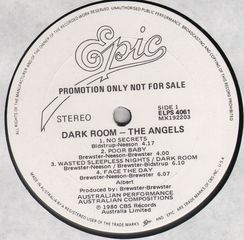 Epic
PROMOTION ONLY NOT FOR SALE
STEREO
SIDE 1
ELPS 4061
MX192203
DARK ROOM – THE ANGELS
1. NO SECRETS
Bidstrup-Neeson 4.17
2. POOR BABY
Brewster-Neeson-Brewster 4.00
3. WASTED SLEEPLESS NIGHTS / DARK ROOM
Brewster-Neeson / Brewster-Neeson 6.10
4. FACE THE DAY
Brewster-Neeson-Brewster 6.07
Albert
Produced by: Brewster-Brewster
AUSTRALIAN PERFORMANCE
AUSTRALIAN COMPOSITIONS
© 1980 CBS Records
Australia Limited